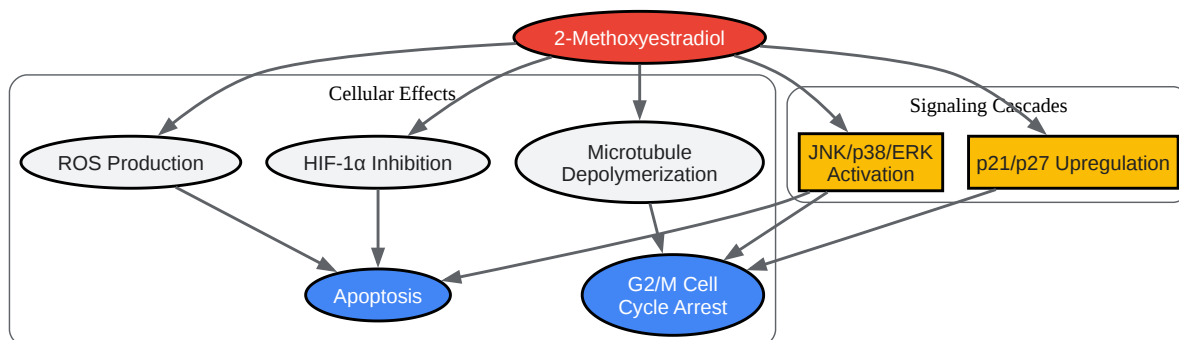 2-Methoxyestradiol
Cellular Effects
Signaling Cascades
ROS Production
HIF-1α Inhibition
Microtubule
Depolymerization
JNK/p38/ERK
Activation
p21/p27 Upregulation
Apoptosis
G2/M Cell
Cycle Arrest